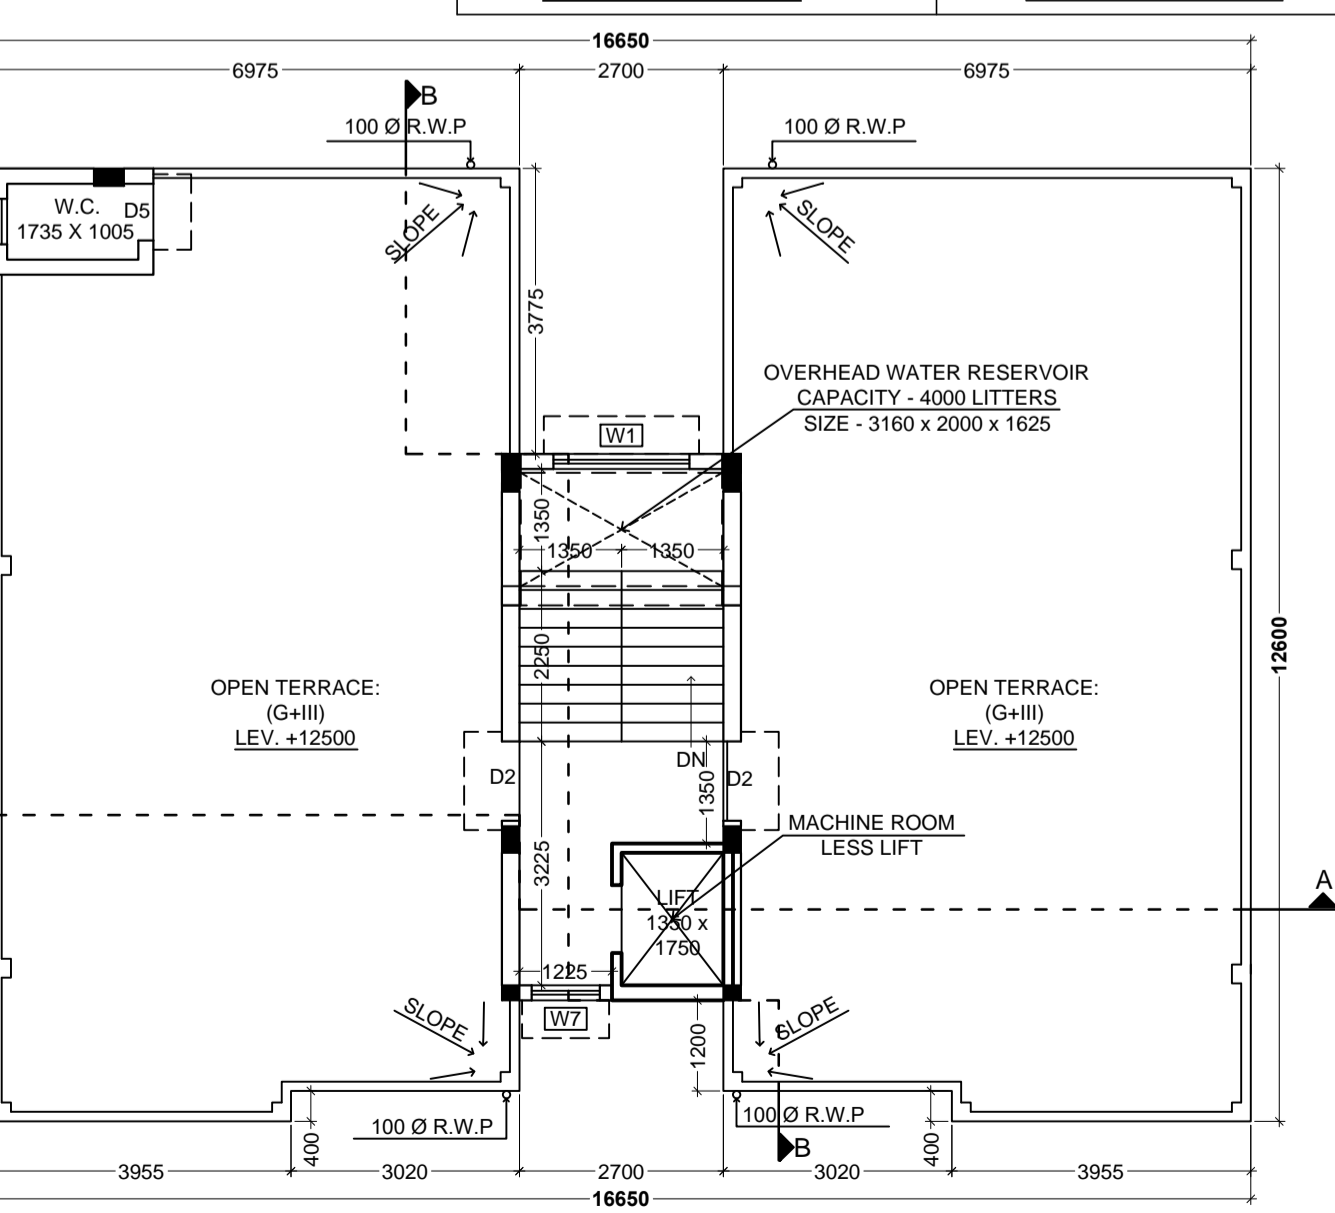 16650
6975
2700
6975
B
100 Ø R.W.P
100 Ø R.W.P
W.C.
D5
1735 X 1005
SLOPE
SLOPE
3775
OVERHEAD WATER RESERVOIR
CAPACITY - 4000 LITTERS
SIZE - 3160 x 2000 x 1625
W1
1350
1350
1350
2250
12600
OPEN TERRACE:
(G+III)
LEV. +12500
OPEN TERRACE:
(G+III)
LEV. +12500
DN
D2
D2
1350
MACHINE ROOM
LESS LIFT
3225
LIFT
1350 x
1750
A
1225
SLOPE
W7
SLOPE
1200
100 Ø R.W.P
100 Ø R.W.P
400
400
B
3955
3020
2700
3020
3955
16650